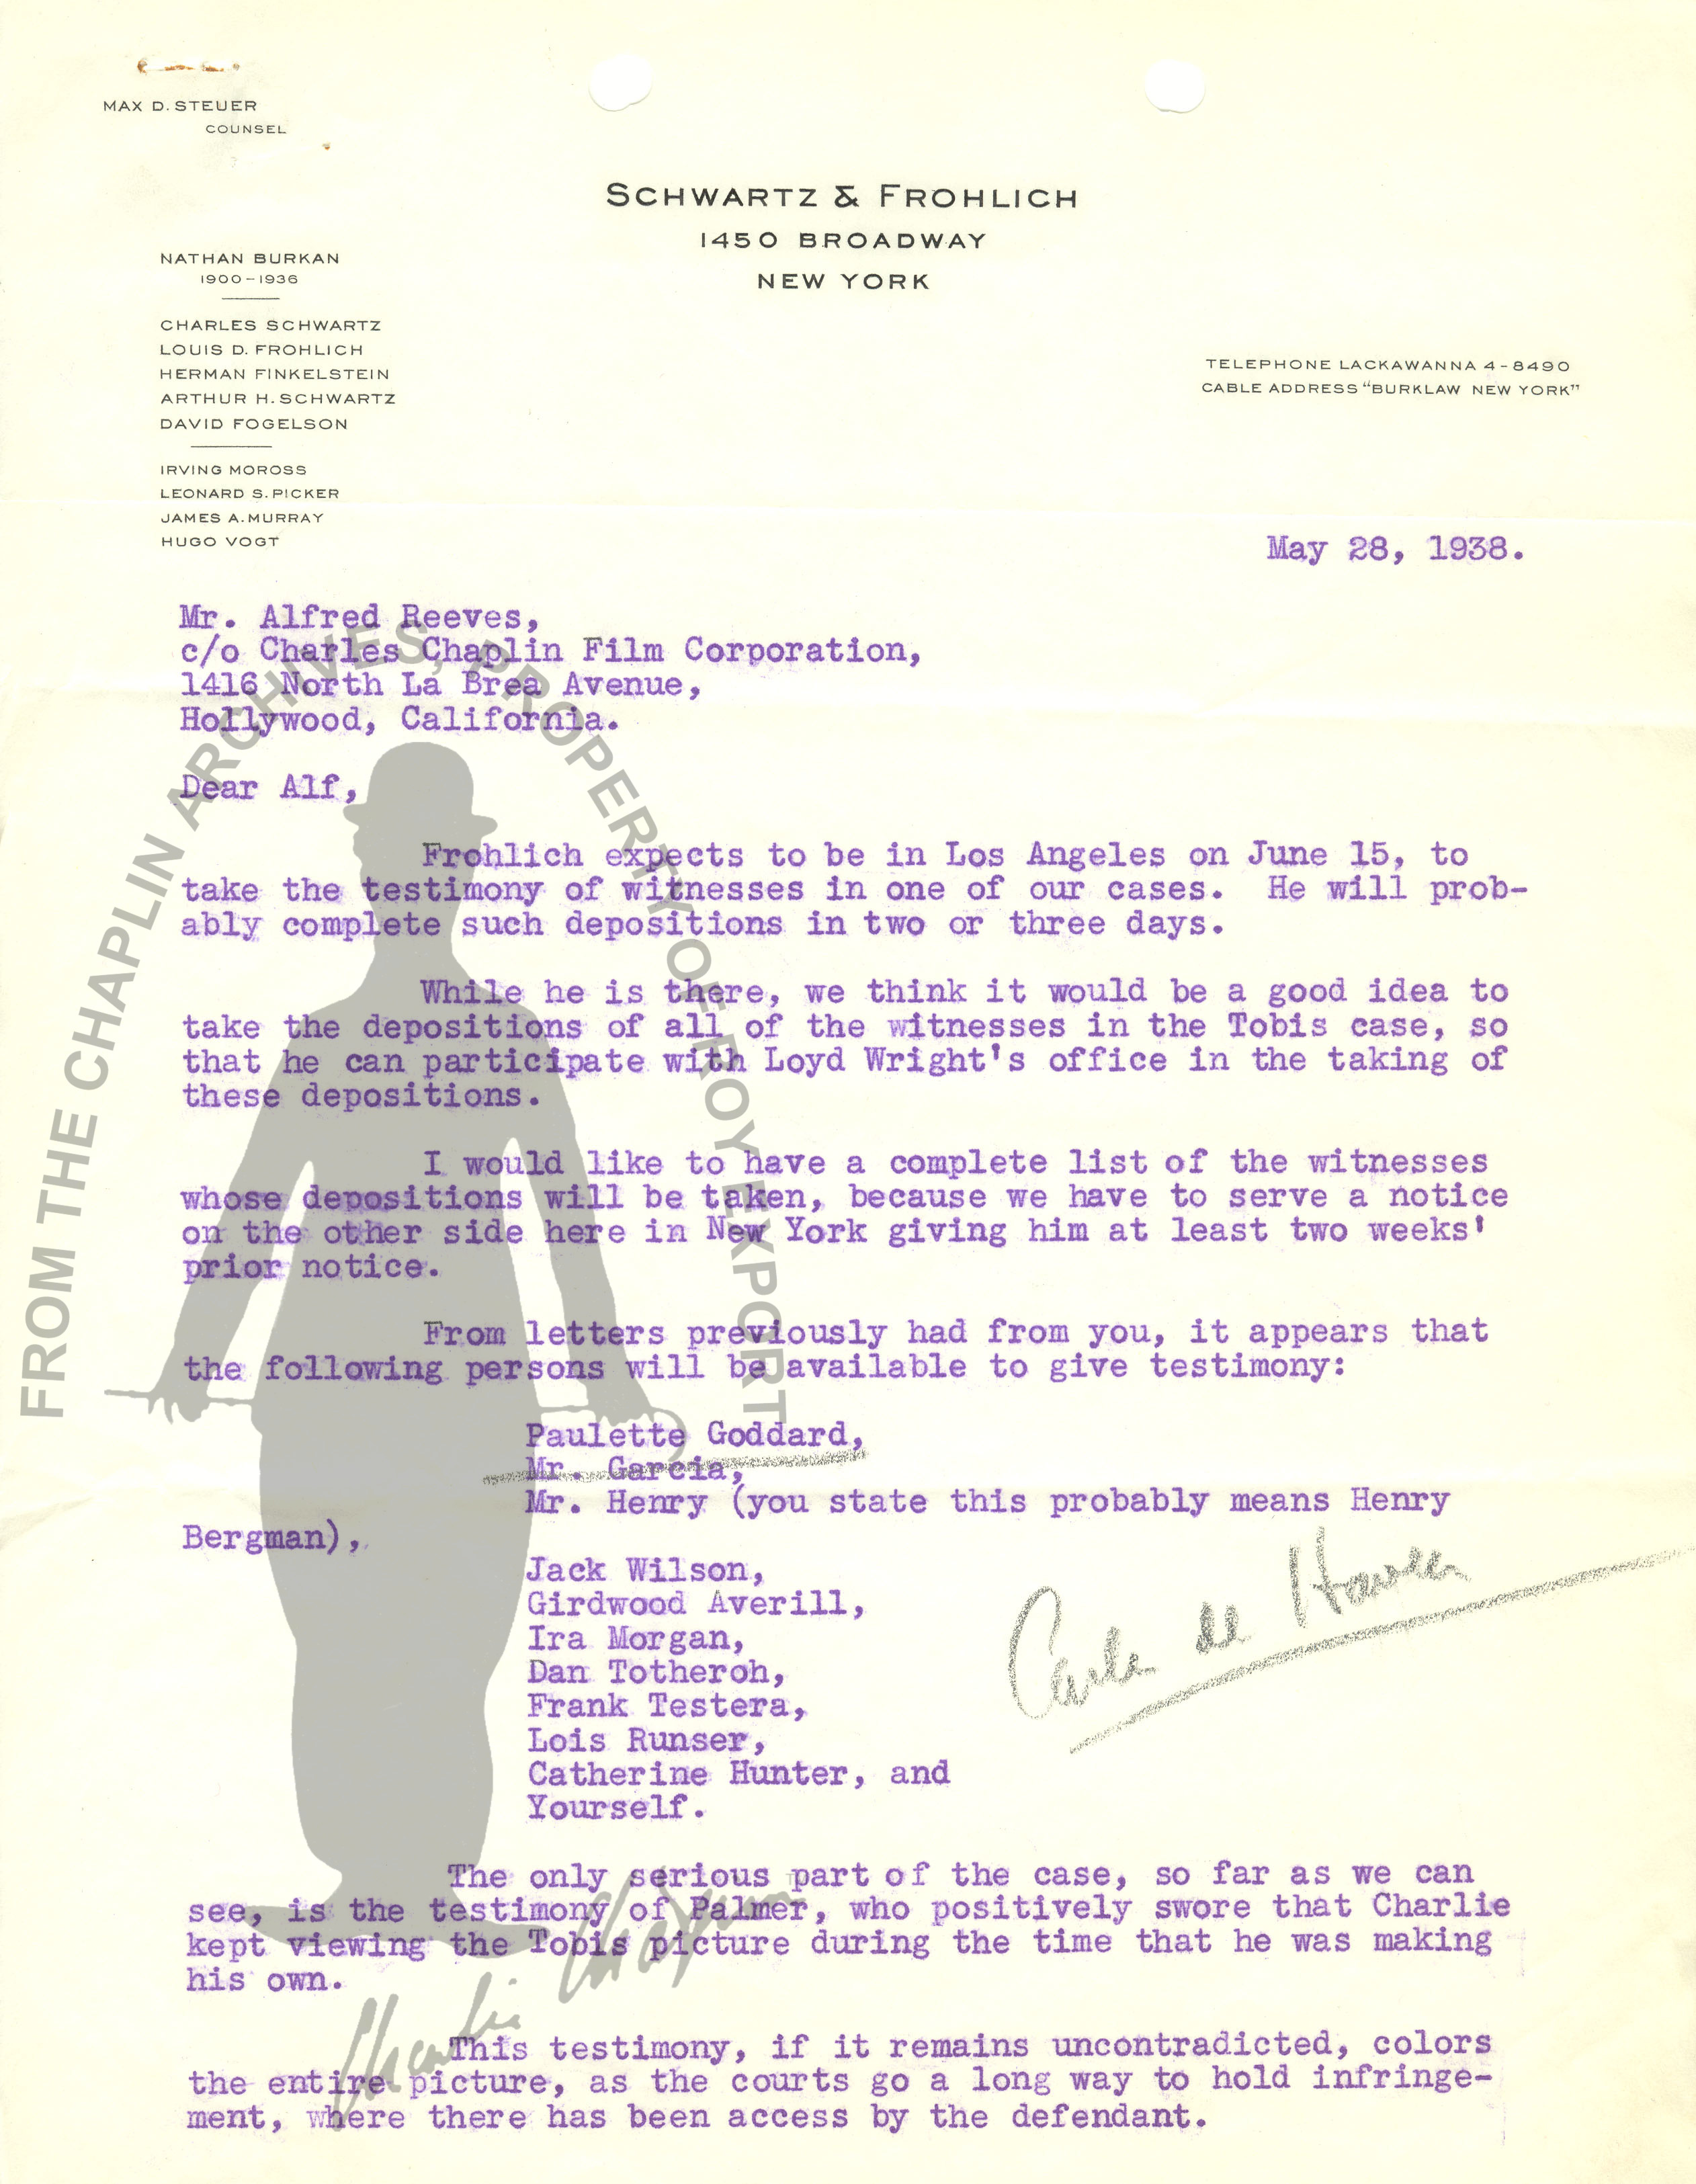 MAX D. STEUER
COUNSEL
SCHWARTZ & FROHLICH
1450 BROADWAY
NEW YORK
NATHAN BURKAN
1900-1936
CHARLES SCHWARTZ
LOUIS D. FROHLICH
HERMAN FINKELSTEIN
ARTHUR H. SCHWARTZ
DAVID FOGELSON
IRVING MOROSS
LEONARD S. PICKER
JAMES A. MURRAY
HUGO VOGT
TELEPHONE LACKAWANNA 4-8490
CABLE ADDRESS "BURKLAW NEW YORK"
May 28, 1938.
Mr. Alfred Reeves,
c/o Charles Chaplin Film Corporation,
1416 North La Brea Avenue,
Hollywood, California.
Dear Alf,
Frohlich expects to be in Los Angeles on June 15, to
take the testimony of witnesses in one of our cases. He will prob-
ably complete such depositions in two or three days.
While he is there, we think it would be a good idea to
take the depositions of all of the witnesses in the Tobis case, so
that he can participate with Loyd Wright's office in the taking of
these depositions.
I would like to have a complete list of the witnesses
whose depositions will be taken, because we have to serve a notice
on the other side here in New York giving him at least two weeks'
prior notice.
From letters previously had from you, it appears that
the following persons will be available to give testimony:
Paulette Goddard,
Mr. Garcia,
Mr. Henry (you state this probably means Henry
Bergman),
Jack Wilson,
Girdwood Averill,
Ira Morgan,
Dan Totheroh,
Frank Testera,
Lois Runser,
Catherine Hunter, and
Yourself.
Carter de Haven
The only serious part of the case, so far as we can
see, is the testimony of Palmer, who positively swore that Charlie
kept viewing the Tobis picture during the time that he was making
his own.
This testimony, if it remains uncontradicted, colors
the entire picture, as the courts go a long way to hold infringe-
ment, where there has been access by the defendant.
FROM THE CHAPLIN ARCHIVES, PROPERTY OF ROY EXPORT
Charlie Chaplin